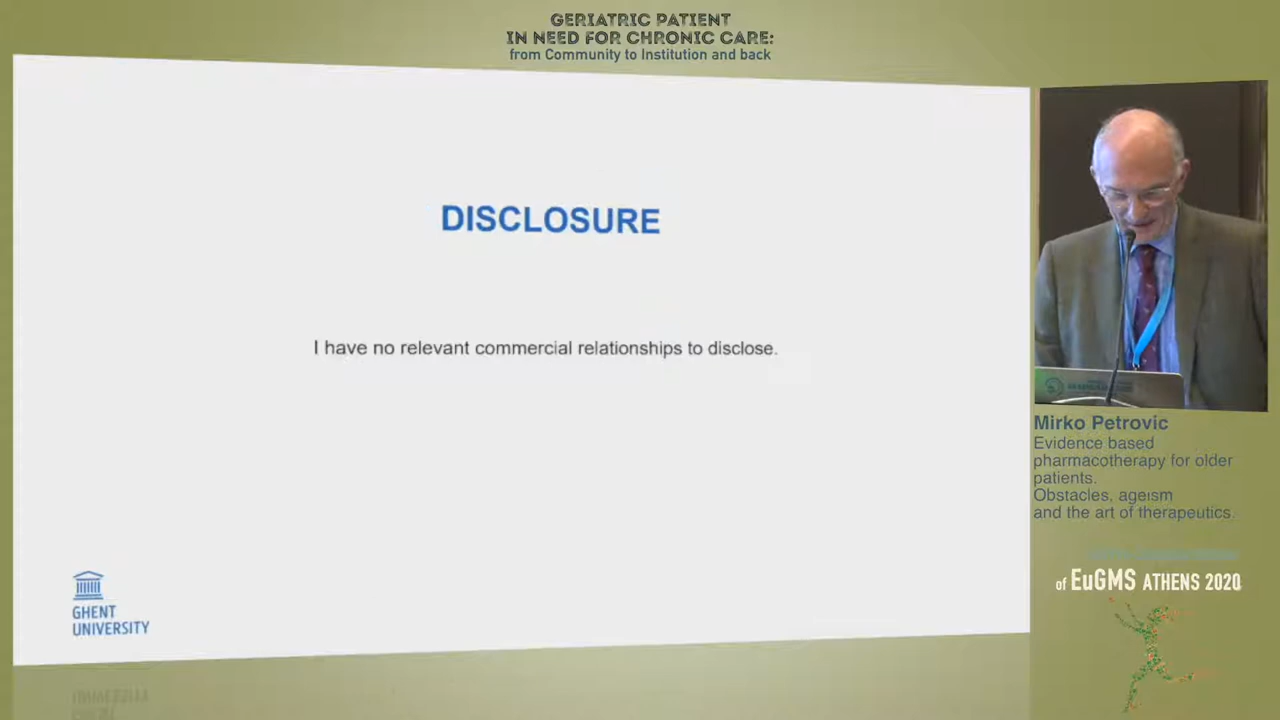 GERIATRIC PATIENT
IN NEED FOR CHRONIC CARE:
from Community to Institution and back
DISCLOSURE
I have no relevant commercial relationships to disclose.
GHENT
UNIVERSITY
Mirko Petrovic
Evidence based
pharmacotherapy for older
patients.
Obstacles, ageism
and the art of therapeutics.
of EuGMS ATHENS 2020